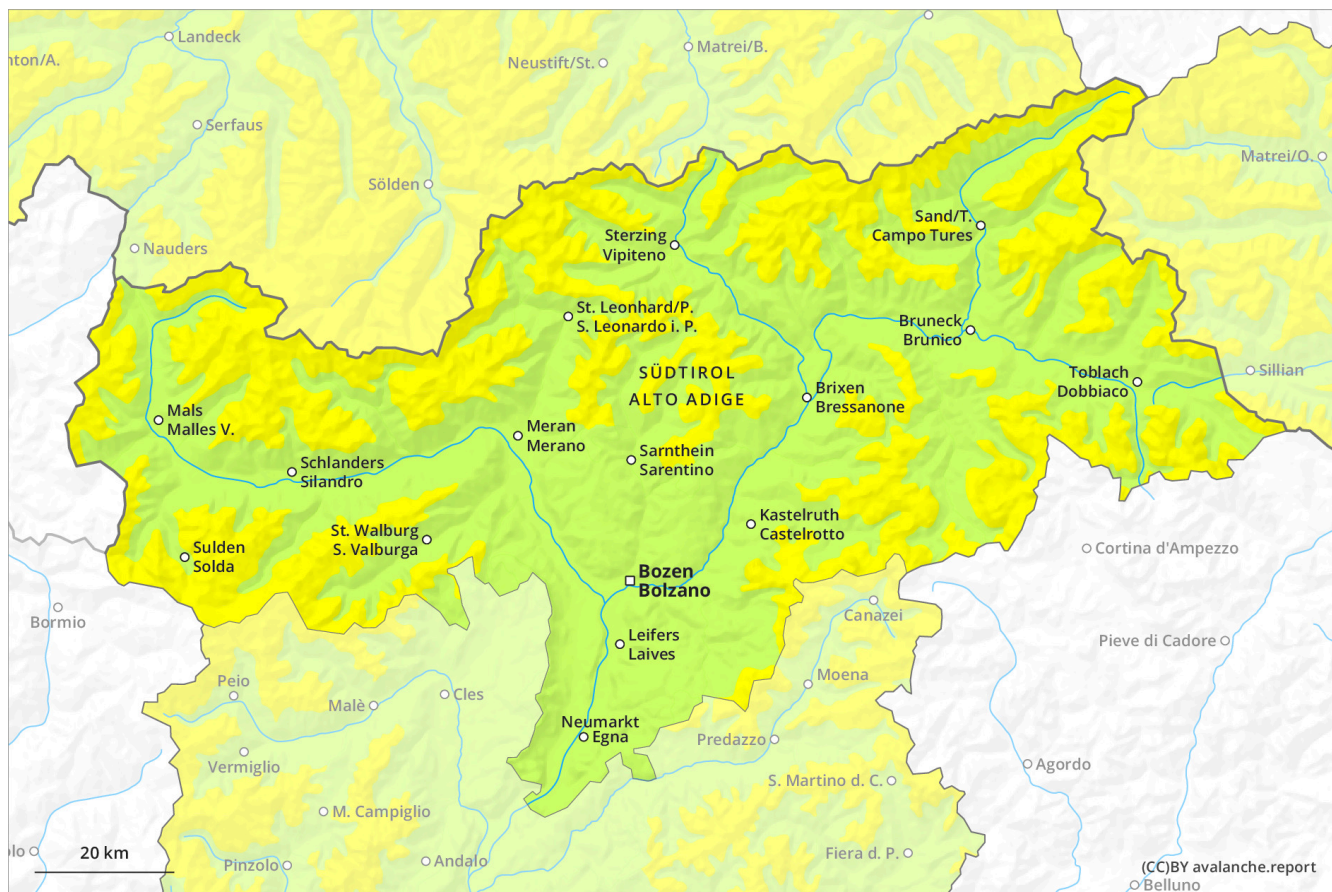 Landeck
nton/A.
Matrei/B.
Neustift/St.
Serfaus
Matrei/O.
Sölden
Sand/T.
Campo Tures
Nauders
Sterzing
Vipiteno
St. Leonhard/P.
S. Leonardo i. P.
Bruneck
Brunico
SÜDTIROL
ALTO ADIGE
Toblach
Dobbiaco
Sillian
Brixen
Bressanone
Mals
Malles V.
Meran
Merano
Sarnthein
Sarentino
Schlanders
Silandro
Kastelruth
Castelrotto
St. Walburg
S. Valburga
Sulden
Solda
Cortina d'Ampezzo
Bozen
Bolzano
Bormio
Canazei
Leifers
Laives
Pieve di Cadore
Peio
Moena
Malè
Cles
Neumarkt
Egna
Predazzo
Vermiglio
Agordo
S. Martino d. C.
M. Campiglio
olo
20 km
Pinzolo
Andalo
Fiera d. P.
(CC)BY avalanche.report
Belluno